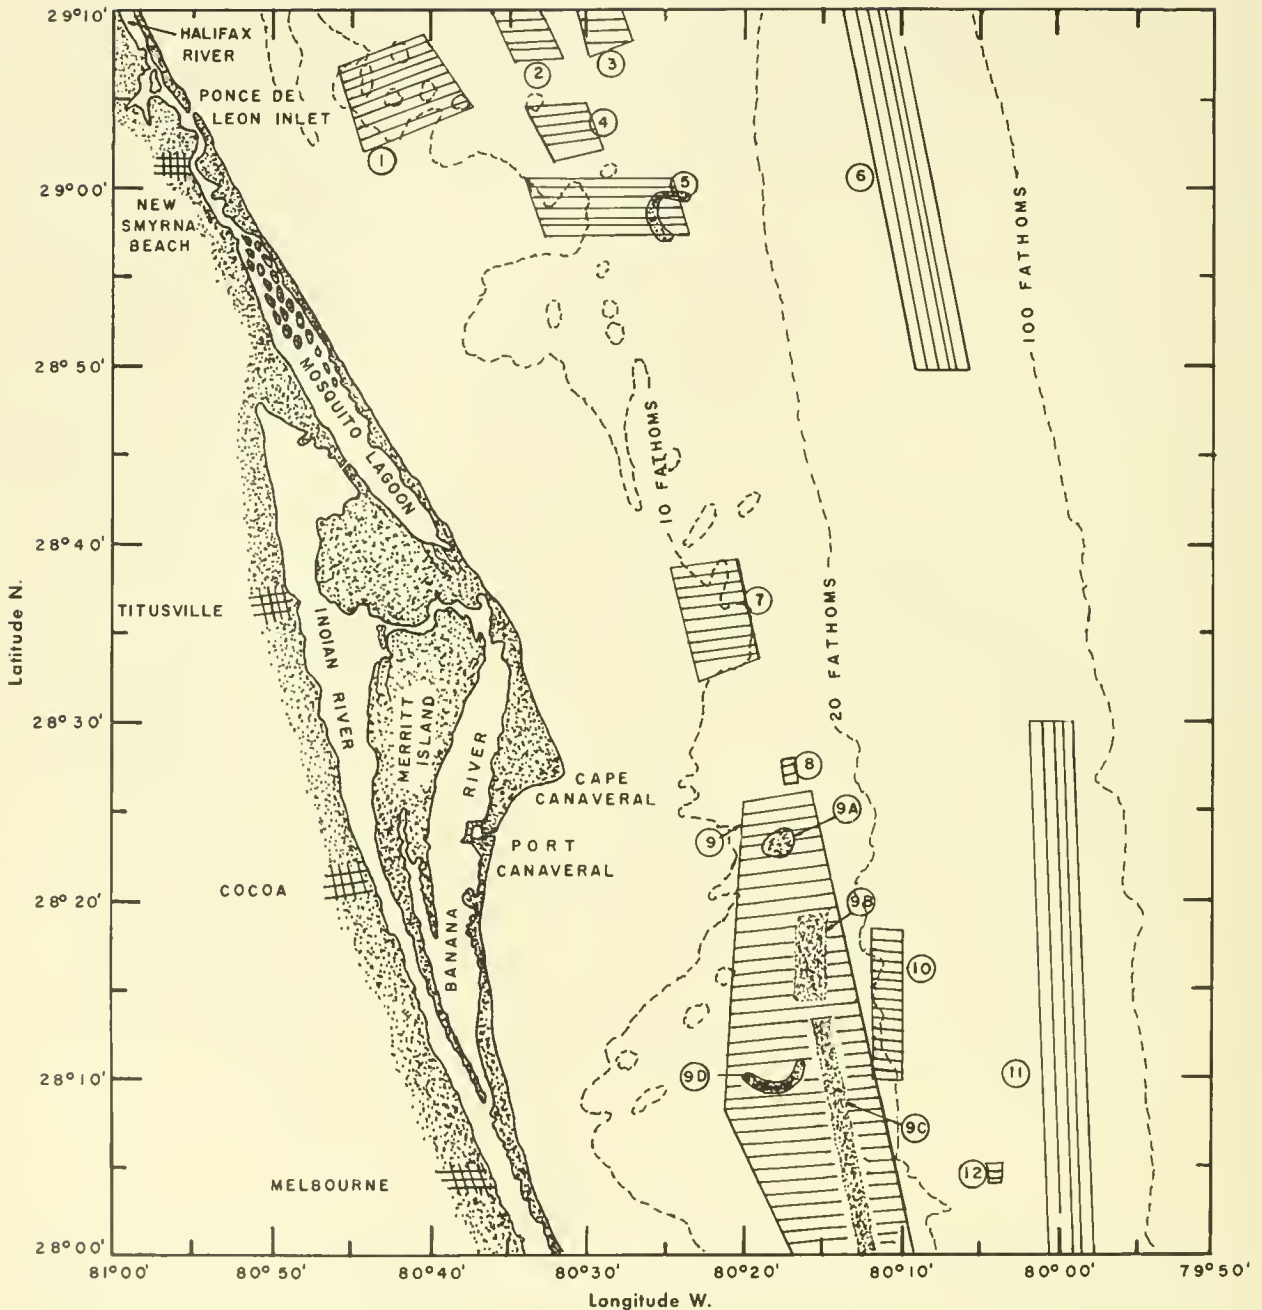 29°10'
HALIFAX
RIVER
2
3
PONCE DE
LEON INLET
4
1
5
6
29°00'
NEW
SMYRNA
BEACH
100 FATHOMS
28°50'
MOSQUITO LAGOON
10 FATHOMS
28°40'
7
TITUSVILLE
INDIAN RIVER
20 FATHOMS
Latitude N.
28°30'
MERRITT
ISLAND
8
CAPE
CANAVERAL
9A
9
PORT
CANAVERAL
COCOA
28°20'
BANANA RIVER
9B
10
28°10'
9D
11
9C
12
MELBOURNE
28°00'
81°00' 80°50' 80°40' 80°30' 80°20' 80°10' 80°00' 79°50'
Longitude W.